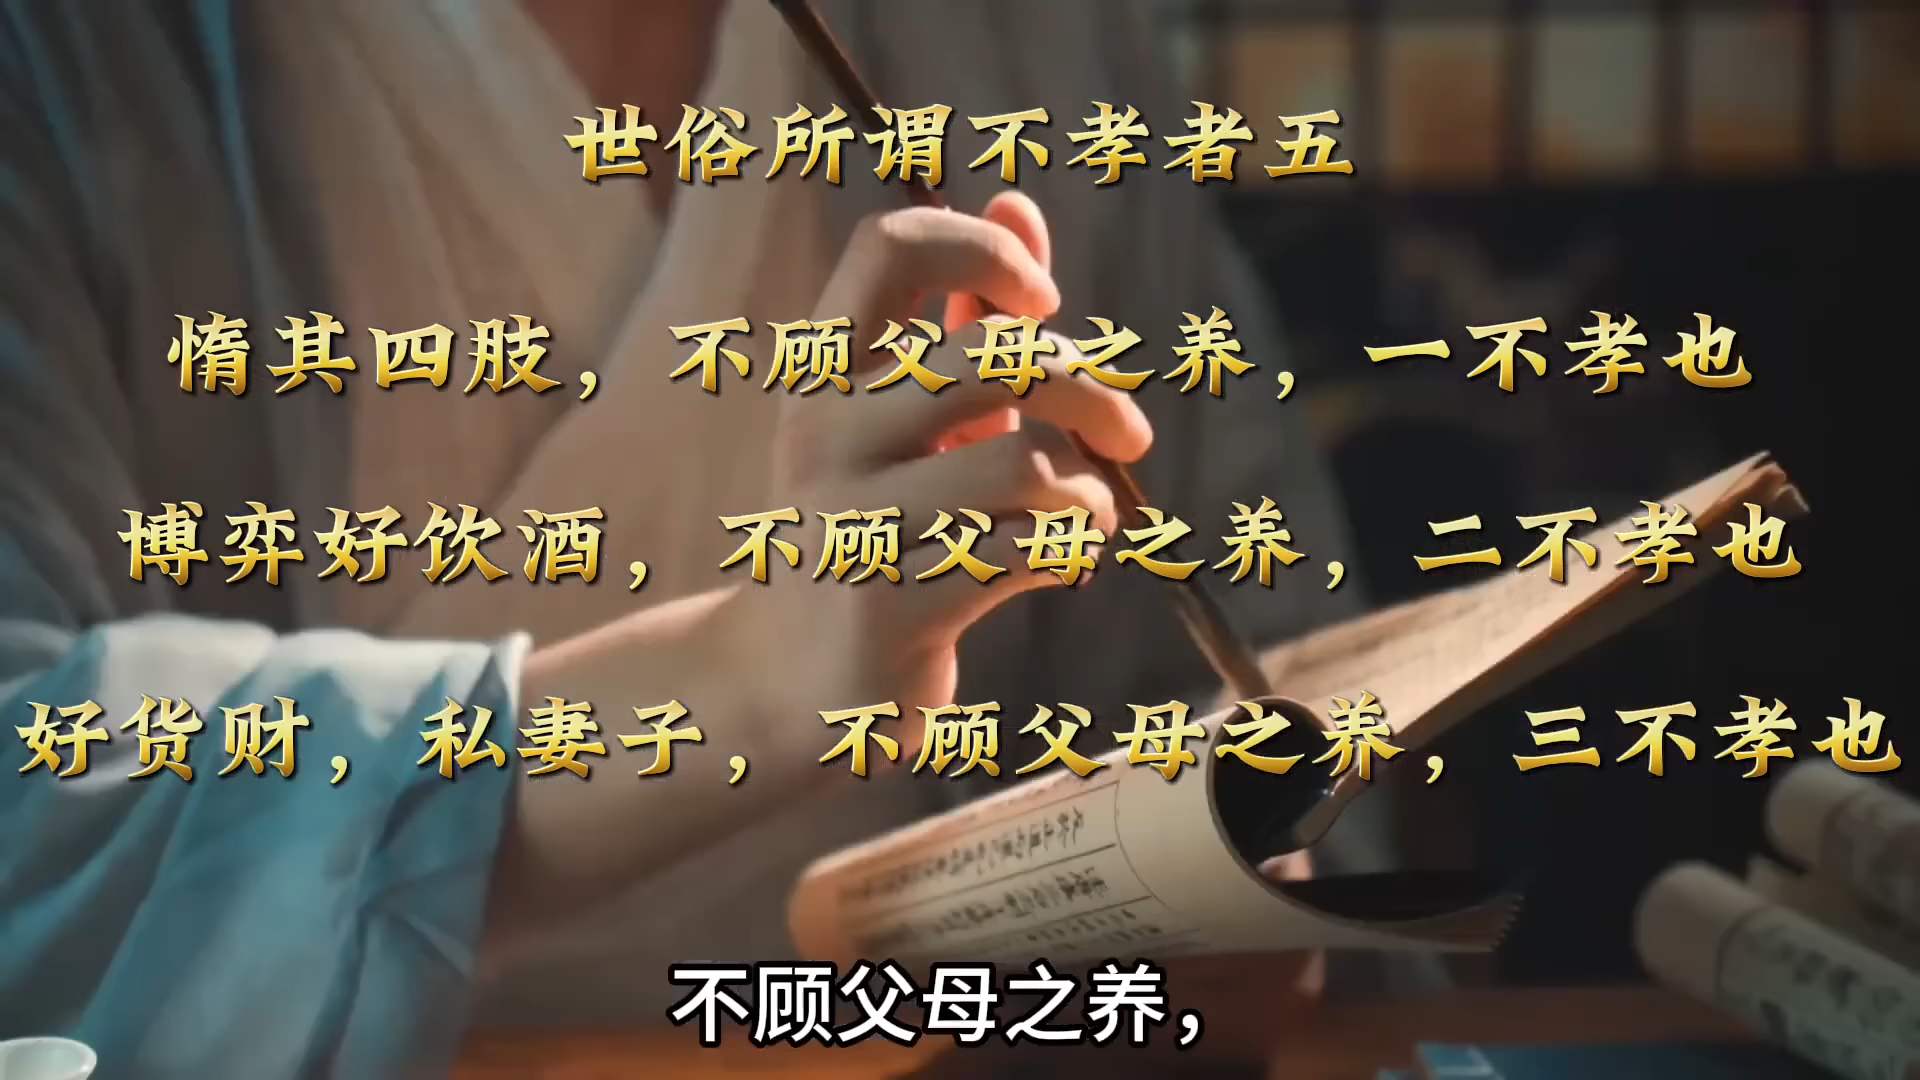 世俗所谓不孝者五
惰其四肢，不顾父母之养，一不孝也
博弈好饮酒，不顾父母之养，二不孝也
好货财，私妻子，不顾父母之养，三不孝也
不顾父母之养，